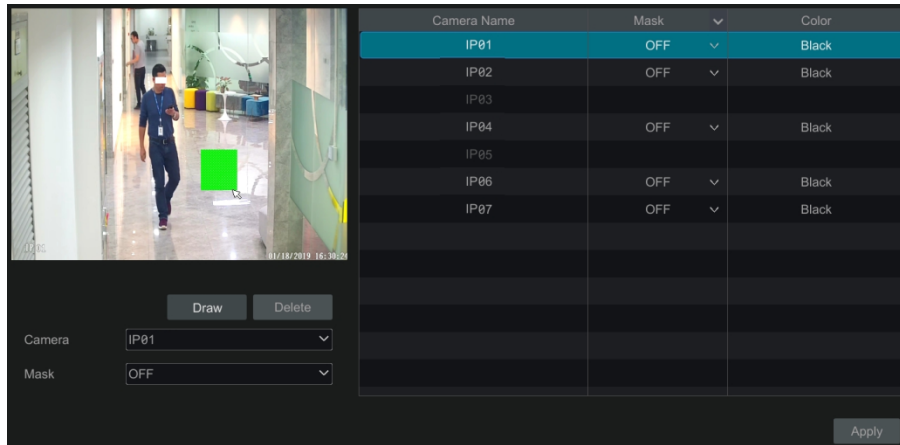 Camera Name Mask Color
IP01 OFF Black
IP02 OFF Black
IP03
IP04 OFF Black
IP05
IP06 OFF Black
IP07 OFF Black
01/18/2019 16:30:2
Draw Delete
Camera IP01
Mask OFF
Apply